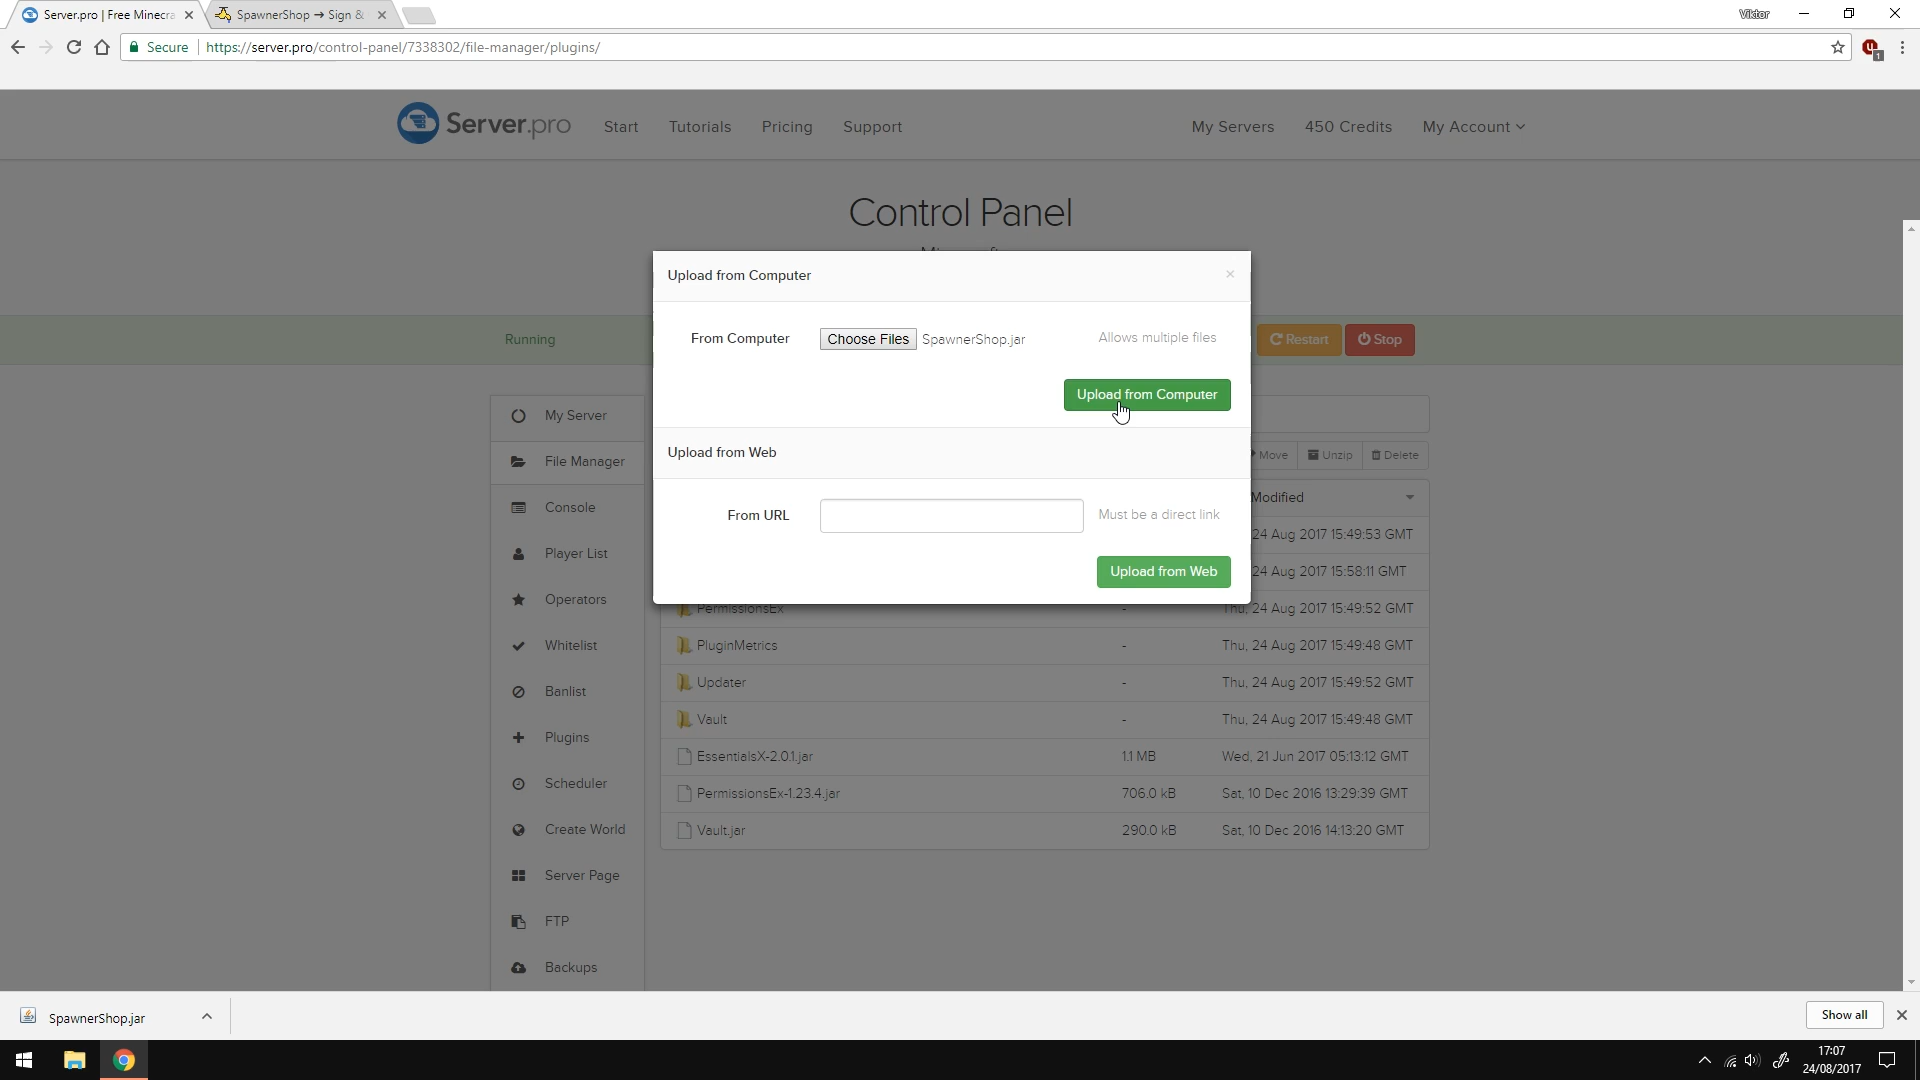 Server.pro | Free Minecra
SpawnerShop → Sign &
Viktor
Secure
https://server.pro/control-panel/7338302/file-manager/plugins/
1
Server.pro
Start
Tutorials
Pricing
Support
My Servers
450 Credits
My Account
Control Panel
Upload from Computer
×
Running
From Computer
Choose Files
SpawnerShop.jar
Allows multiple files
Restart
Stop
Upload from Computer
My Server
File Manager
Console
Player List
Operators
Whitelist
Banlist
Plugins
Scheduler
Create World
Server Page
FTP
Backups
Upload from Web
Move
Unzip
Delete
From URL
Must be a direct link
Upload from Web
Modified
24 Aug 2017 15:49:53 GMT
24 Aug 2017 15:58:11 GMT
PermissionsEx - Thu, 24 Aug 2017 15:49:52 GMT
PluginMetrics - Thu, 24 Aug 2017 15:49:48 GMT
Updater - Thu, 24 Aug 2017 15:49:52 GMT
Vault - Thu, 24 Aug 2017 15:49:48 GMT
EssentialsX-2.0.1.jar 1.1 MB Wed, 21 Jun 2017 05:13:12 GMT
PermissionsEx-1.23.4.jar 706.0 kB Sat, 10 Dec 2016 13:29:39 GMT
Vault.jar 290.0 kB Sat, 10 Dec 2016 14:13:20 GMT
SpawnerShop.jar
Show all
17:07
24/08/2017